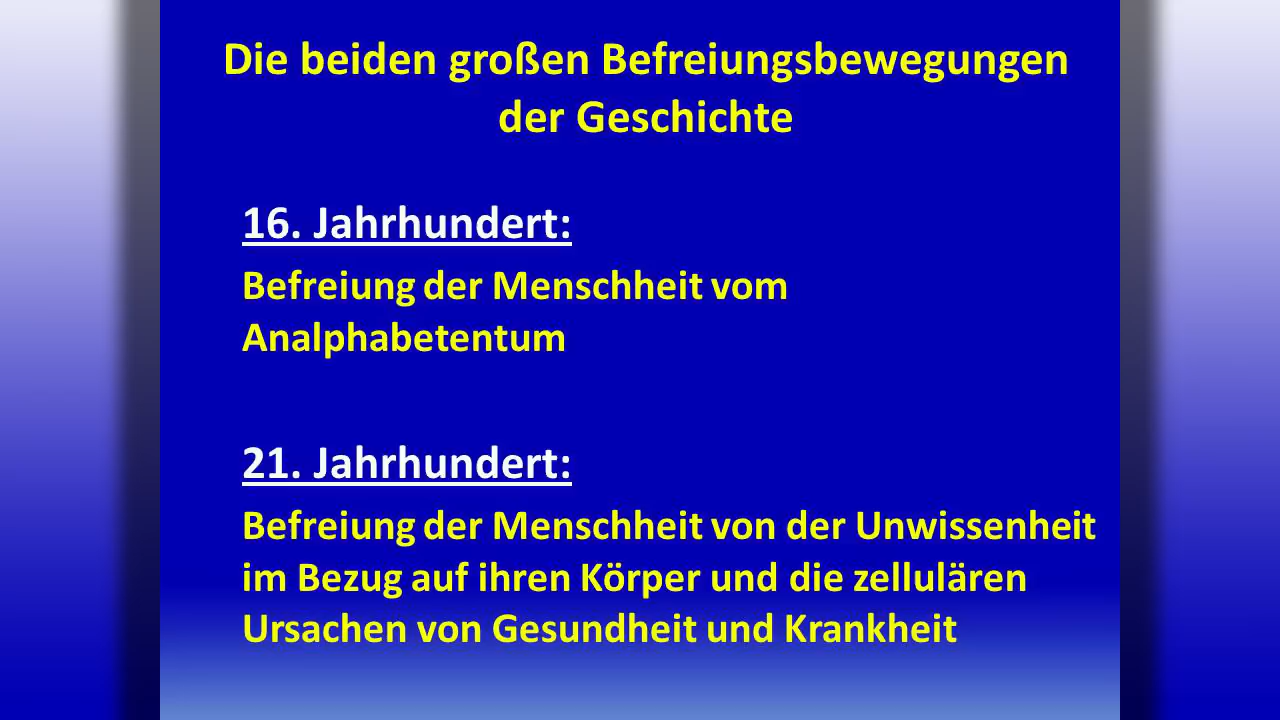 Die beiden großen Befreiungsbewegungen
der Geschichte
16. Jahrhundert:
Befreiung der Menschheit vom
Analphabetentum
21. Jahrhundert:
Befreiung der Menschheit von der Unwissenheit
im Bezug auf ihren Körper und die zellulären
Ursachen von Gesundheit und Krankheit